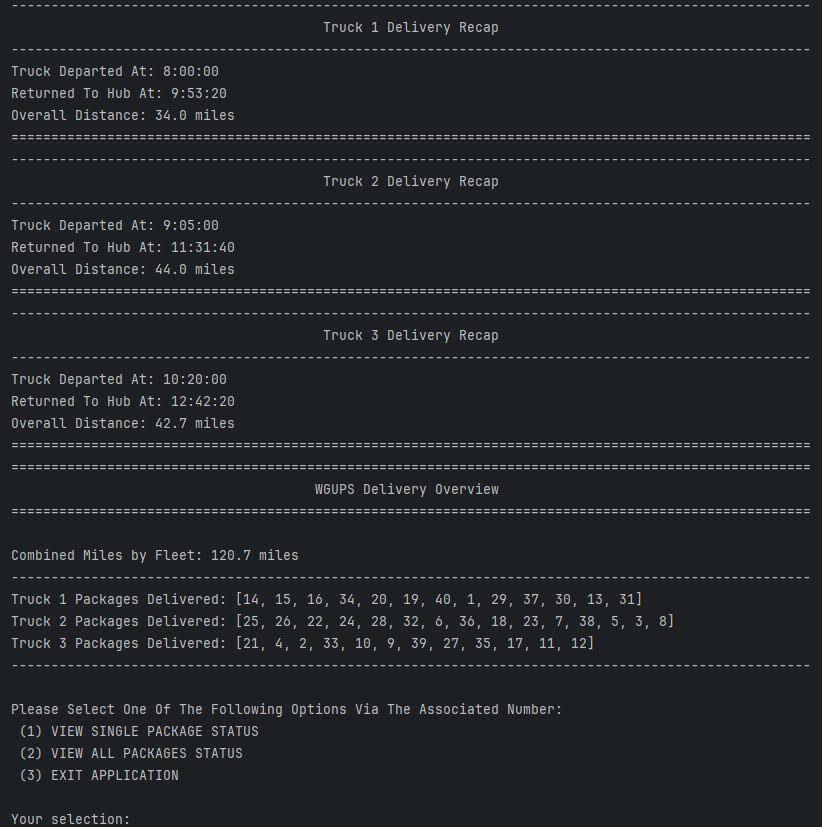 ----------------------------------------------------------------------------------------------------
Truck 1 Delivery Recap
----------------------------------------------------------------------------------------------------
Truck Departed At: 8:00:00
Returned To Hub At: 9:53:20
Overall Distance: 34.0 miles
====================================================================================================
----------------------------------------------------------------------------------------------------
Truck 2 Delivery Recap
----------------------------------------------------------------------------------------------------
Truck Departed At: 9:05:00
Returned To Hub At: 11:31:40
Overall Distance: 44.0 miles
====================================================================================================
----------------------------------------------------------------------------------------------------
Truck 3 Delivery Recap
----------------------------------------------------------------------------------------------------
Truck Departed At: 10:20:00
Returned To Hub At: 12:42:20
Overall Distance: 42.7 miles
====================================================================================================
====================================================================================================
WGUPS Delivery Overview
====================================================================================================
Combined Miles by Fleet: 120.7 miles
----------------------------------------------------------------------------------------------------
Truck 1 Packages Delivered: [14, 15, 16, 34, 20, 19, 40, 1, 29, 37, 30, 13, 31]
Truck 2 Packages Delivered: [25, 26, 22, 24, 28, 32, 6, 36, 18, 23, 7, 38, 5, 3, 8]
Truck 3 Packages Delivered: [21, 4, 2, 33, 10, 9, 39, 27, 35, 17, 11, 12]
----------------------------------------------------------------------------------------------------
Please Select One Of The Following Options Via The Associated Number:
(1) VIEW SINGLE PACKAGE STATUS
(2) VIEW ALL PACKAGES STATUS
(3) EXIT APPLICATION
Your selection: